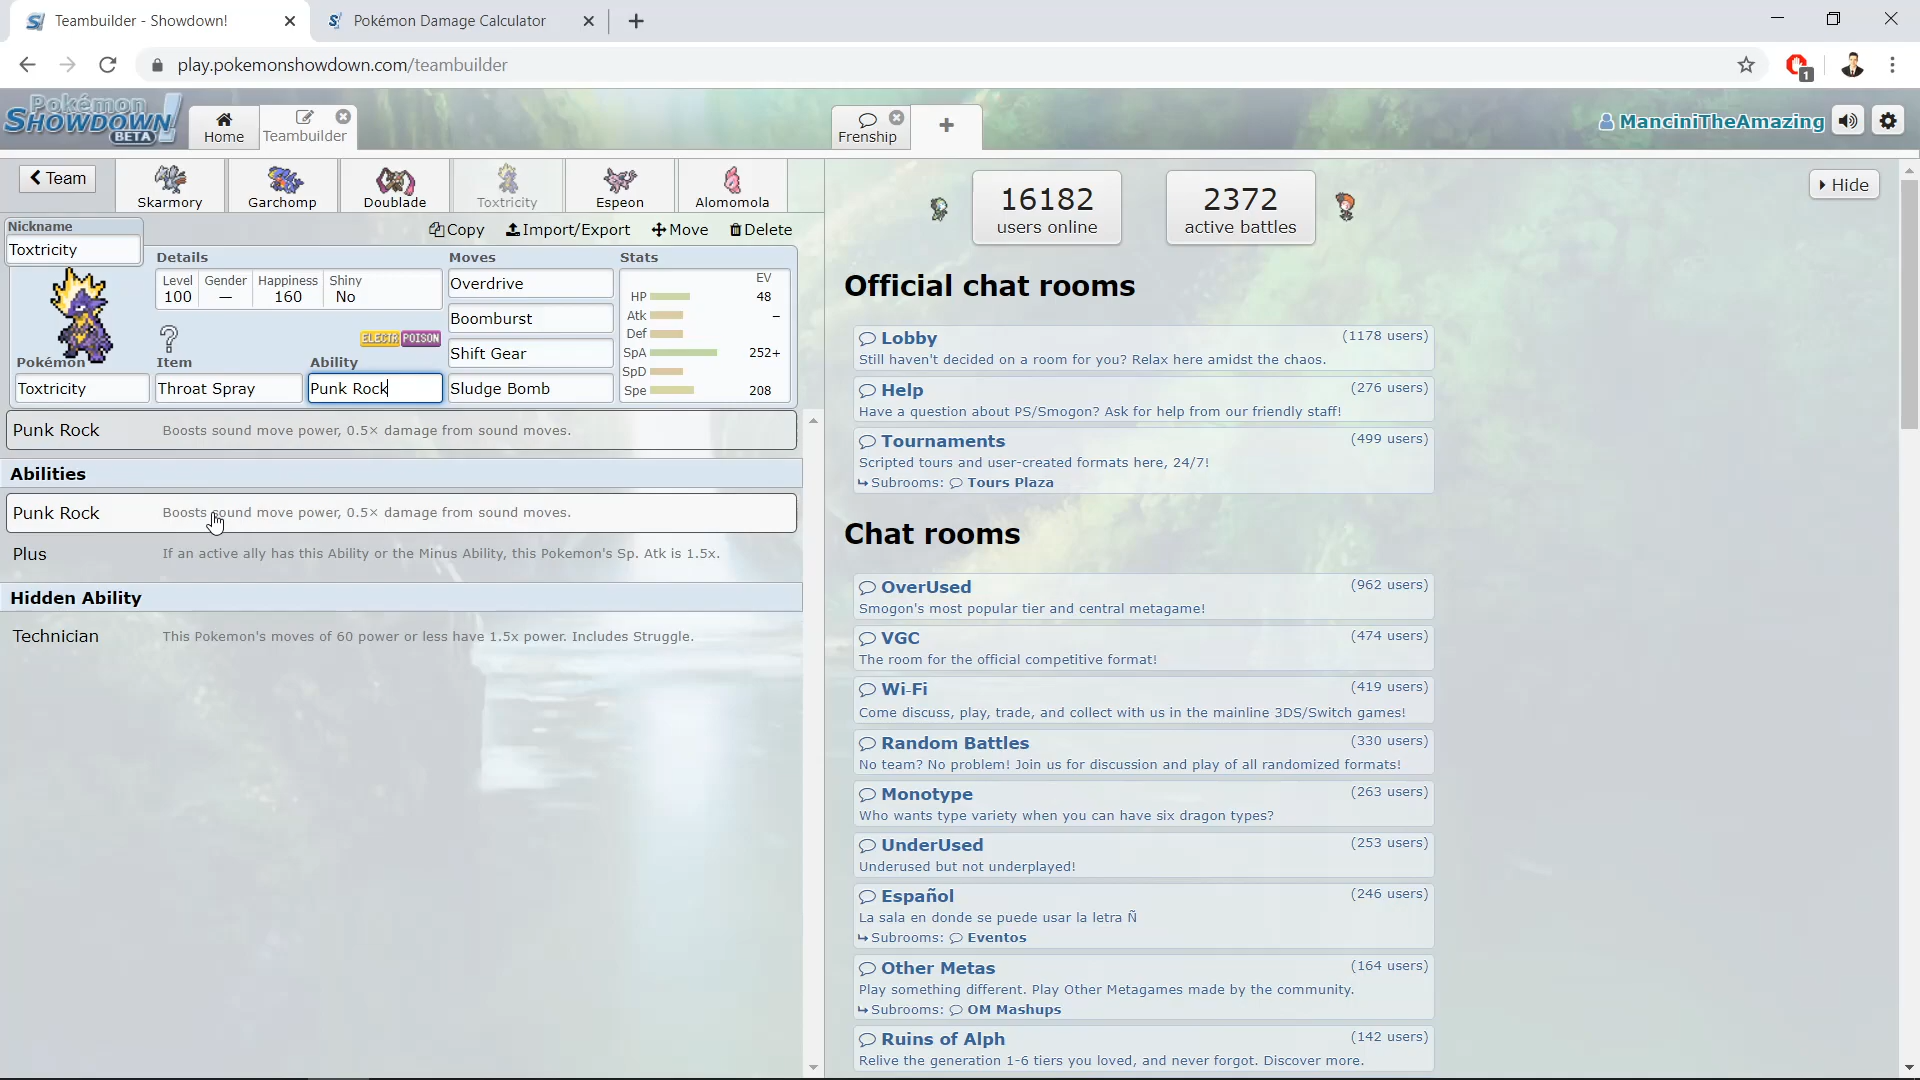 Teambuilder - Showdown!
Pokémon Damage Calculator
play.pokemonshowdown.com/teambuilder
1
Pokémon
SHOWDOWN
BETA
Home
Teambuilder
Frenship
ManciniTheAmazing
Team
Skarmory
Garchomp
Doublade
Toxtricity
Espeon
Alomomola
Nickname
Toxtricity
Copy
Import/Export
Move
Delete
Details
Level
100
Gender
—
Happiness
160
Shiny
No
ELECTR POISON
Pokémon
Toxtricity
Item
Throat Spray
Ability
Punk Rock
Moves
Overdrive
Boomburst
Shift Gear
Sludge Bomb
Stats
EV
HP 48
Atk -
Def
SpA 252+
SpD
Spe 208
Punk Rock Boosts sound move power, 0.5× damage from sound moves.
Abilities
Punk Rock Boosts sound move power, 0.5× damage from sound moves.
Plus If an active ally has this Ability or the Minus Ability, this Pokemon's Sp. Atk is 1.5x.
Hidden Ability
Technician This Pokemon's moves of 60 power or less have 1.5x power. Includes Struggle.
16182
users online
2372
active battles
Hide
Official chat rooms
Lobby (1178 users)
Still haven't decided on a room for you? Relax here amidst the chaos.
Help (276 users)
Have a question about PS/Smogon? Ask for help from our friendly staff!
Tournaments (499 users)
Scripted tours and user-created formats here, 24/7!
↳ Subrooms: Tours Plaza
Chat rooms
OverUsed (962 users)
Smogon's most popular tier and central metagame!
VGC (474 users)
The room for the official competitive format!
Wi-Fi (419 users)
Come discuss, play, trade, and collect with us in the mainline 3DS/Switch games!
Random Battles (330 users)
No team? No problem! Join us for discussion and play of all randomized formats!
Monotype (263 users)
Who wants type variety when you can have six dragon types?
UnderUsed (253 users)
Underused but not underplayed!
Español (246 users)
La sala en donde se puede usar la letra Ñ
↳ Subrooms: Eventos
Other Metas (164 users)
Play something different. Play Other Metagames made by the community.
↳ Subrooms: OM Mashups
Ruins of Alph (142 users)
Relive the generation 1-6 tiers you loved, and never forgot. Discover more.